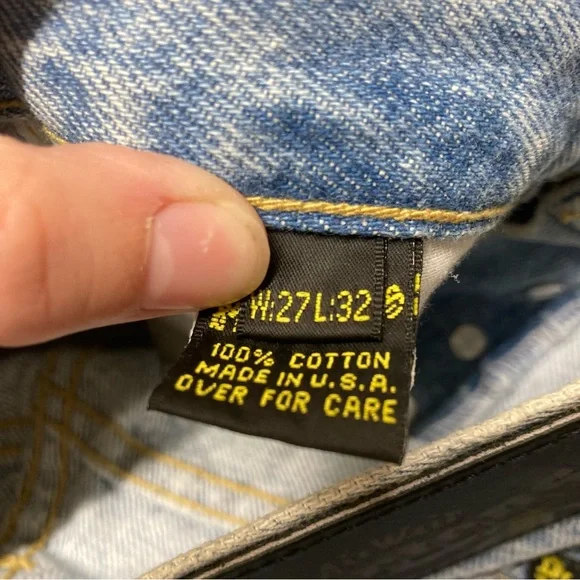 W:27 L:32
100% COTTON
MADE IN U.S.A.
OVER FOR CARE